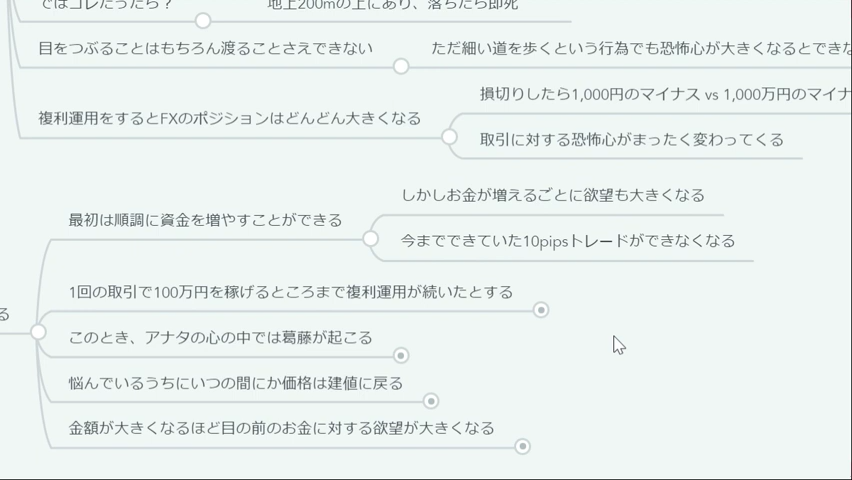 ではコレだったら？
地上200mの上にあり、落ちたら即死
目をつぶることはもちろん渡ることさえできない
ただ細い道を歩くという行為でも恐怖心が大きくなるとできな
複利運用をするとFXのポジションはどんどん大きくなる
損切りしたら1,000円のマイナス vs 1,000万円のマイナ
取引に対する恐怖心がまったく変わってくる
最初は順調に資金を増やすことができる
しかしお金が増えるごとに欲望も大きくなる
今までできていた10pipsトレードができなくなる
る
1回の取引で100万円を稼げるところまで複利運用が続いたとする
このとき、アナタの心の中では葛藤が起こる
悩んでいるうちにいつの間にか価格は建値に戻る
金額が大きくなるほど目の前のお金に対する欲望が大きくなる